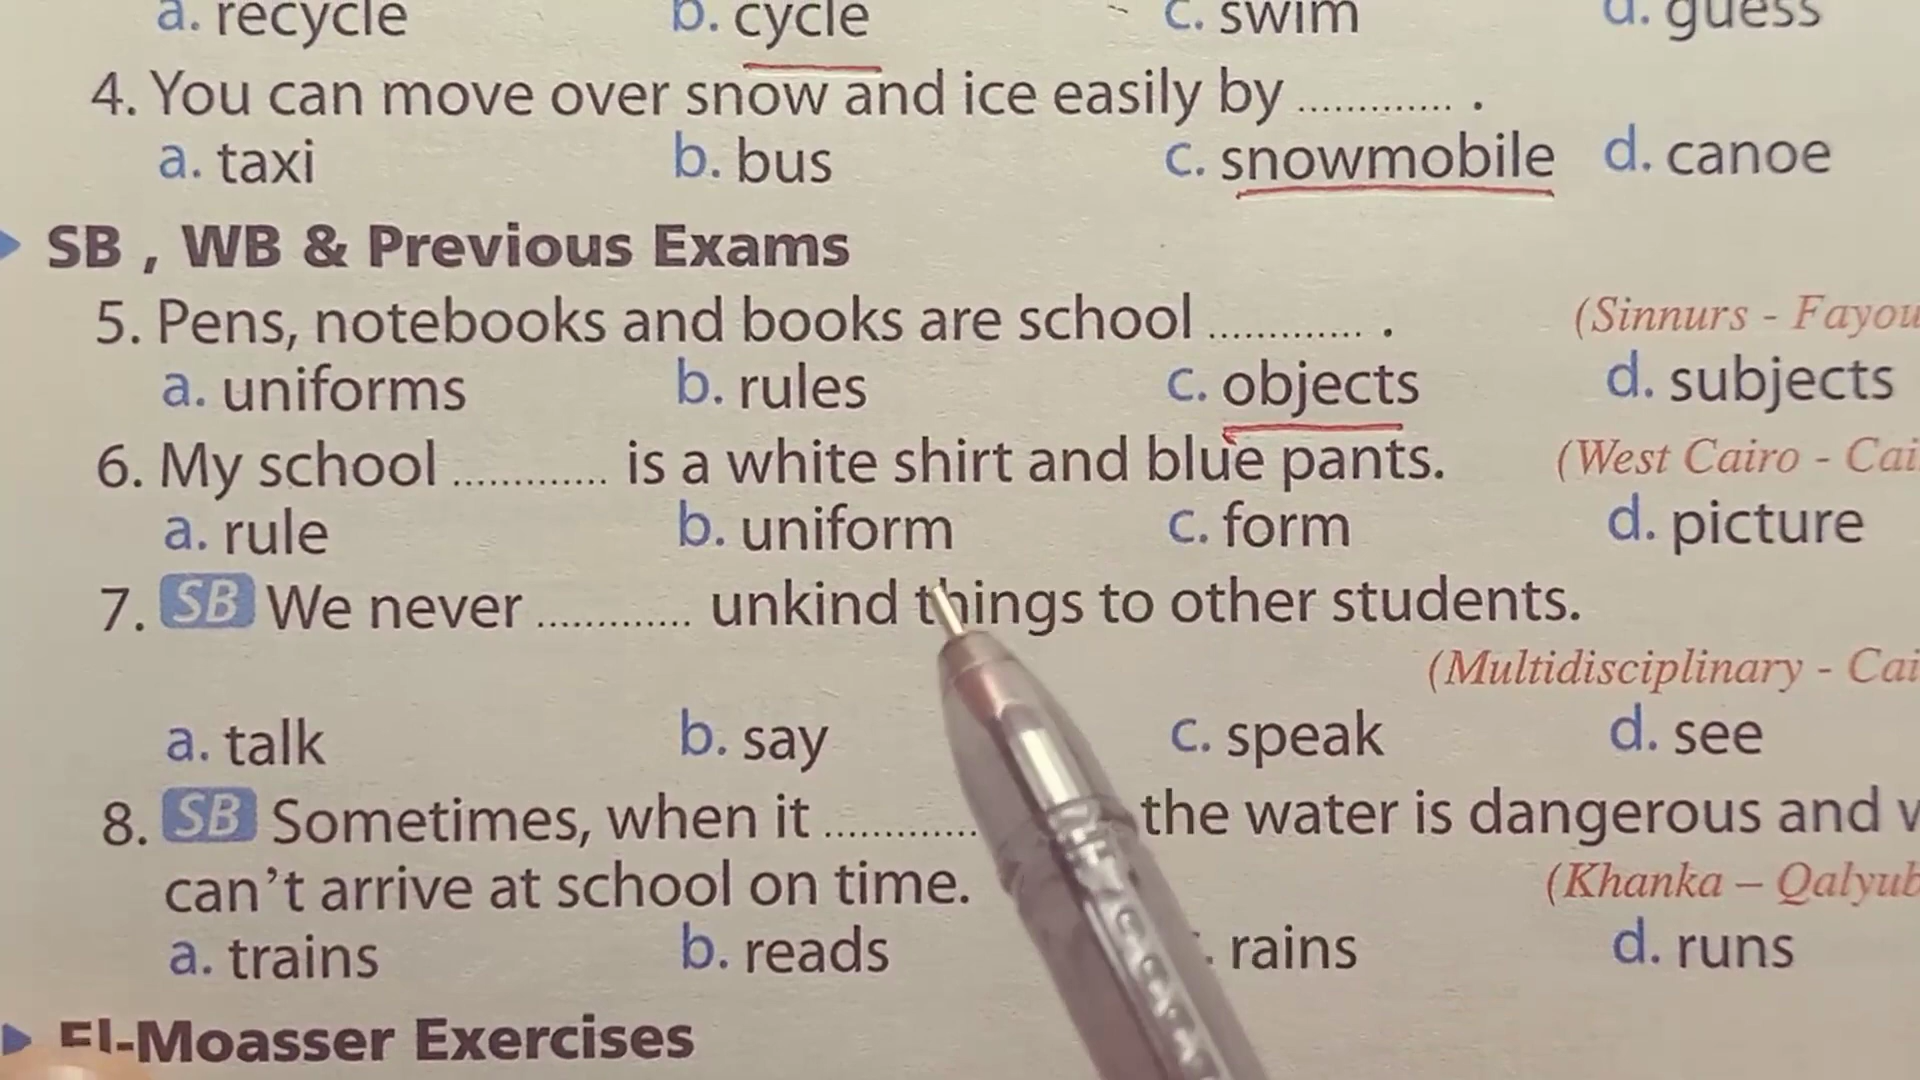 a. recycle b. cycle c. swim d. guess
4. You can move over snow and ice easily by ............. .
a. taxi b. bus c. snowmobile d. canoe
SB , WB & Previous Exams
5. Pens, notebooks and books are school ............. . (Sinnurs - Fayou
a. uniforms b. rules c. objects d. subjects
6. My school ............. is a white shirt and blue pants. (West Cairo - Cai
a. rule b. uniform c. form d. picture
7. SB We never ............. unkind things to other students.
(Multidisciplinary - Cai
a. talk b. say c. speak d. see
8. SB Sometimes, when it ............. the water is dangerous and
can't arrive at school on time. (Khanka – Qalyub
a. trains b. reads . rains d. runs
El-Moasser Exercises